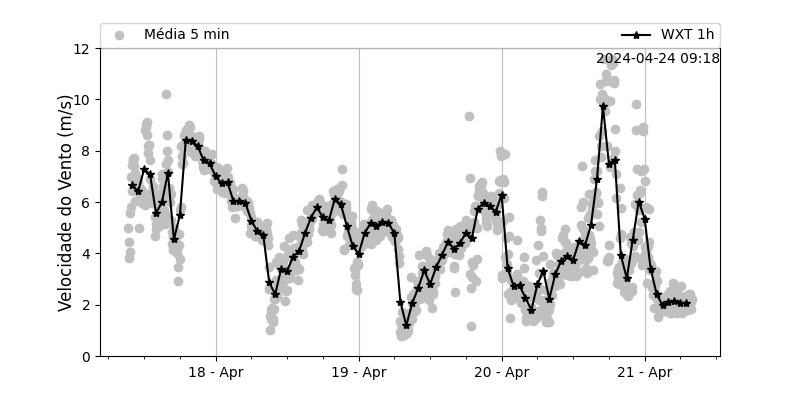 Média 5 min
WXT 1h
2024-04-24 09:18
Velocidade do Vento (m/s)
12
10
8
6
4
2
0
18 - Apr
19 - Apr
20 - Apr
21 - Apr